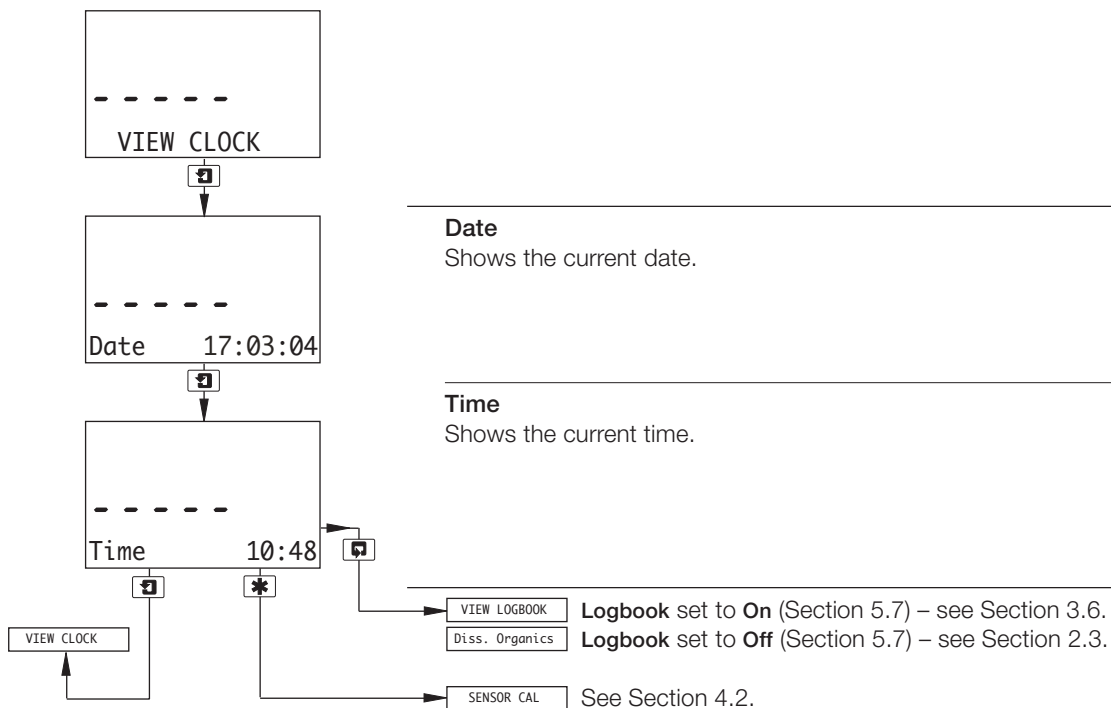 - - - - -
VIEW CLOCK
Date
Shows the current date.
- - - - -
Date 17:03:04
Time
Shows the current time.
- - - - -
Time 10:48
VIEW LOGBOOK Logbook set to On (Section 5.7) – see Section 3.6.
VIEW CLOCK
Diss. Organics Logbook set to Off (Section 5.7) – see Section 2.3.
SENSOR CAL See Section 4.2.